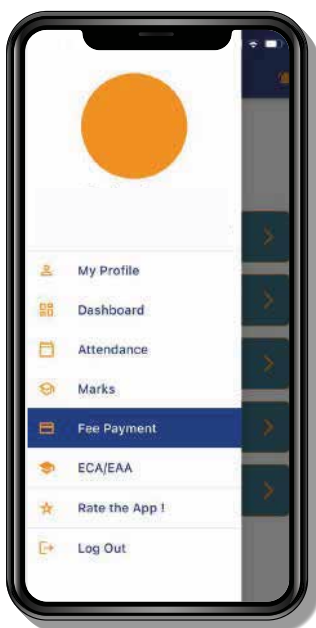 My Profile
Dashboard
Attendance
Marks
Fee Payment
ECA/EAA
Rate the App !
Log Out